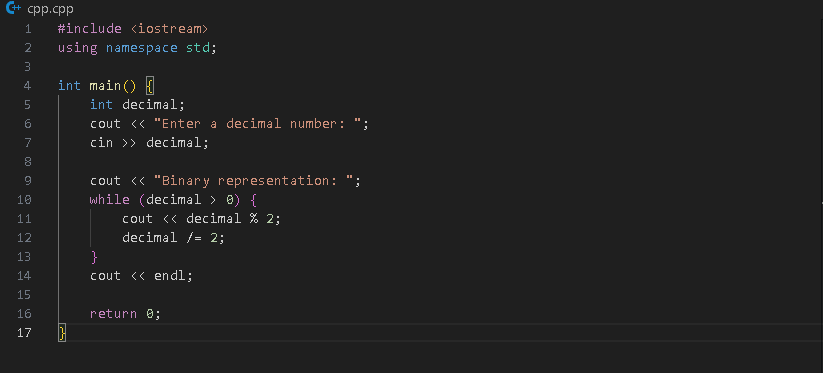 cpp.cpp
1 #include <iostream>
2 using namespace std;
3
4 int main() {
5     int decimal;
6     cout << "Enter a decimal number: ";
7     cin >> decimal;
8
9     cout << "Binary representation: ";
10     while (decimal > 0) {
11         cout << decimal % 2;
12         decimal /= 2;
13     }
14     cout << endl;
15
16     return 0;
17 }